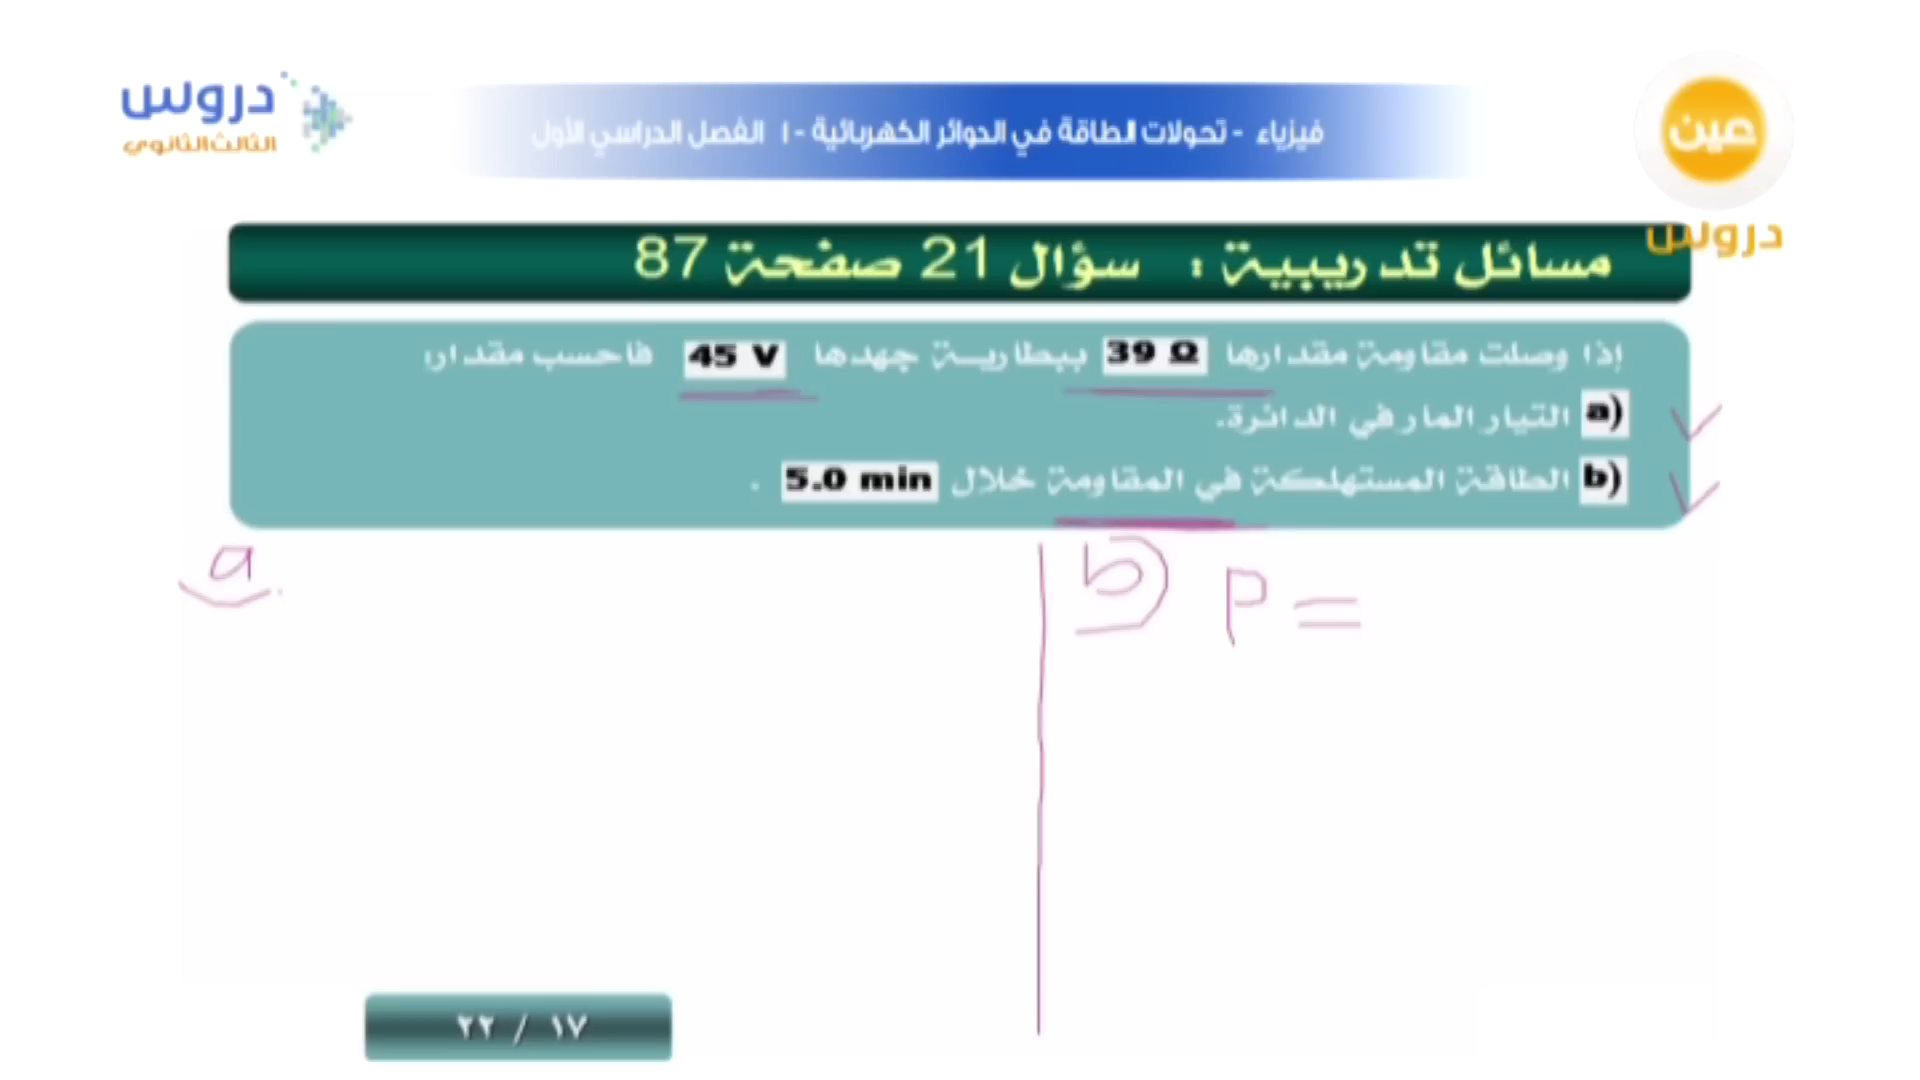 دروس
الثالث الثانوي
فيزياء - تحولات الطاقة في الدوائر الكهربائية - ١ الفصل الدراسي الأول
عين
دروس
مسائل تدريبية : سؤال 21 صفحة 87
إذا وصلت مقاومة مقدارها 39 Ω ببطارية جهدها 45 V فاحسب مقدار:
a) التيار المار في الدائرة.
b) الطاقة المستهلكة في المقاومة خلال 5.0 min .
a
b) P =
١٧ / ٢٢